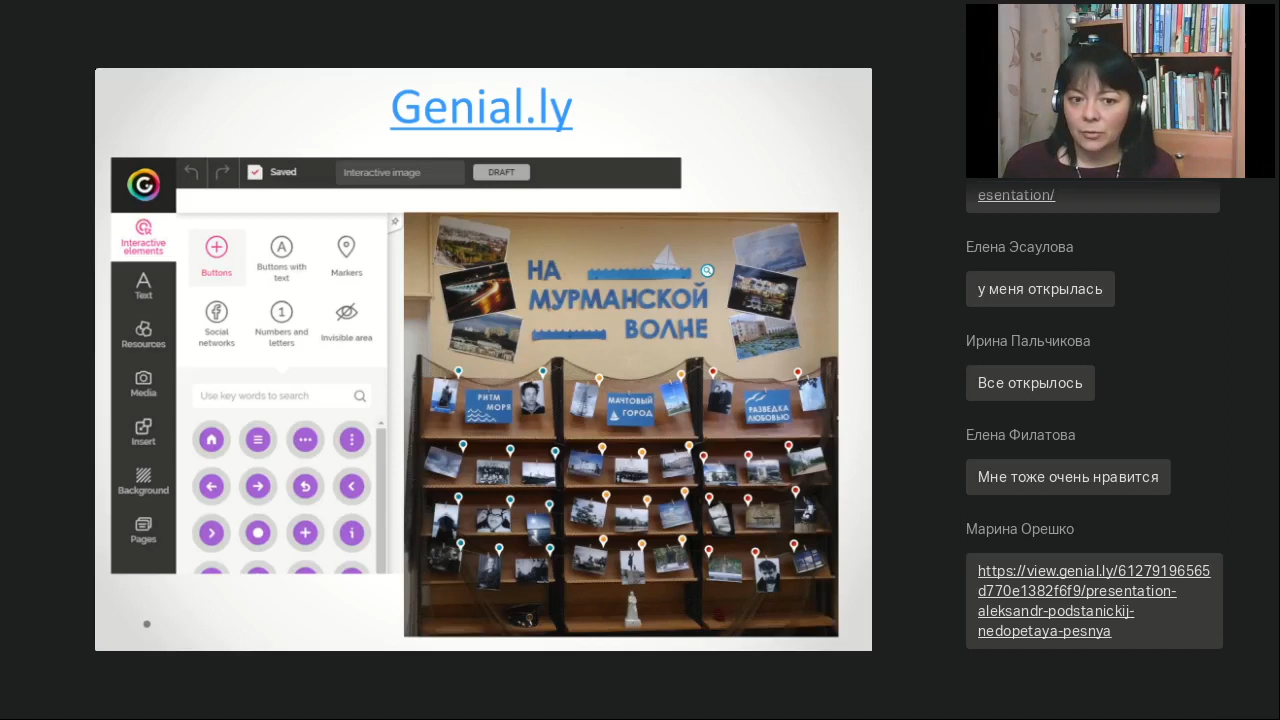 Genial.ly
Saved
Interactive image
DRAFT
Interactive
elements
Text
Resources
Media
Insert
Background
Pages
Buttons
Buttons with
text
Markers
Social
networks
Numbers and
letters
Invisible area
Use key words to search
НА
МУРМАНСКОЙ
ВОЛНЕ
РИТМ
МОРЯ
МАЧТОВЫЙ
ГОРОД
РАЗВЕДКА
ЛЮБОВЬЮ
esentation/
Елена Эсаулова
у меня открылась
Ирина Пальчикова
Все открылось
Елена Филатова
Мне тоже очень нравится
Марина Орешко
https://view.genial.ly/61279196565
d770e1382f6f9/presentation-
aleksandr-podstanickij-
nedopetaya-pesnya